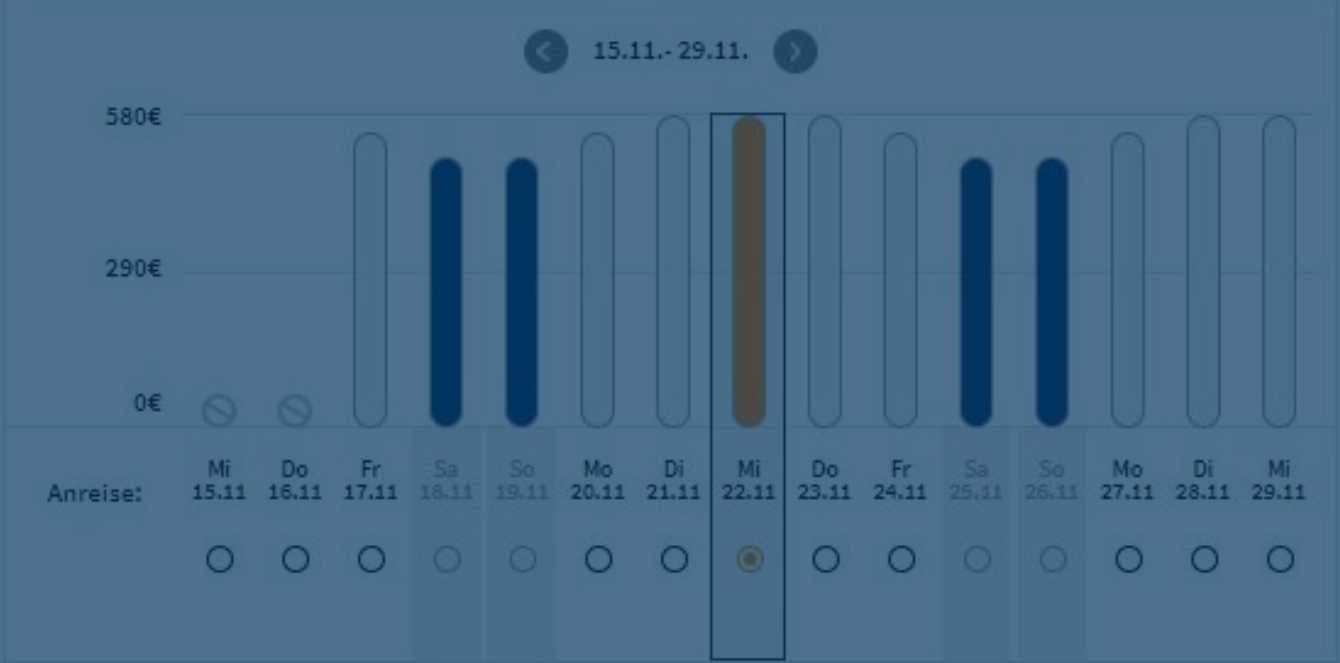 15.11.- 29.11.
580€
290€
0€
Mi Do Fr Sa So Mo Di Mi Do Fr Sa So Mo Di Mi
Anreise: 15.11 16.11 17.11 18.11 19.11 20.11 21.11 22.11 23.11 24.11 25.11 26.11 27.11 28.11 29.11